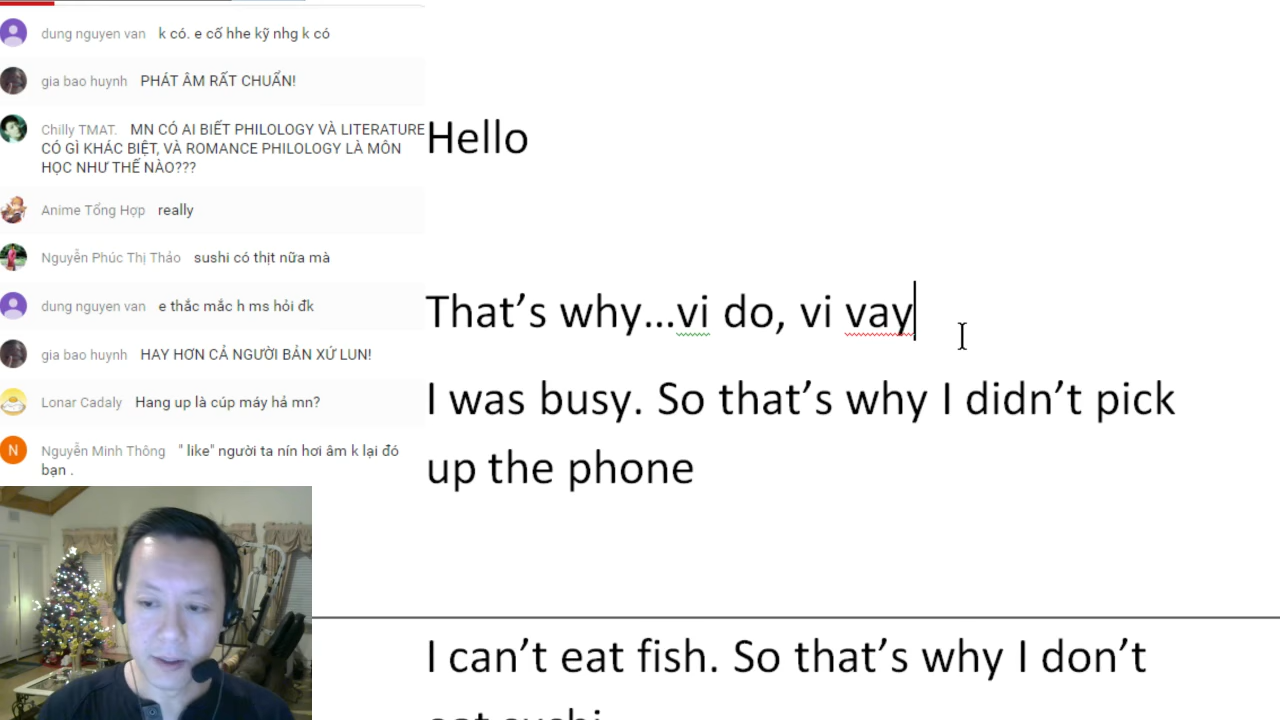 dung nguyen van k có. e cố hhe kỹ nhg k có
gia bao huynh PHÁT ÂM RẤT CHUẨN!
Chilly TMAT. MN CÓ AI BIẾT PHILOLOGY VÀ LITERATURE
CÓ GÌ KHÁC BIỆT, VÀ ROMANCE PHILOLOGY LÀ MÔN
HỌC NHƯ THẾ NÀO???
Anime Tổng Hợp really
Nguyễn Phúc Thị Thảo sushi có thịt nữa mà
dung nguyen van e thắc mắc h ms hỏi đk
gia bao huynh HAY HƠN CẢ NGƯỜI BẢN XỨ LUN!
Lonar Cadaly Hang up là cúp máy hả mn?
N
Nguyễn Minh Thông " like" người ta nín hơi âm k lại đó
bạn .
Hello
That’s why...vi do, vi vay
I was busy. So that’s why I didn’t pick
up the phone
I can’t eat fish. So that’s why I don’t
eat sushi